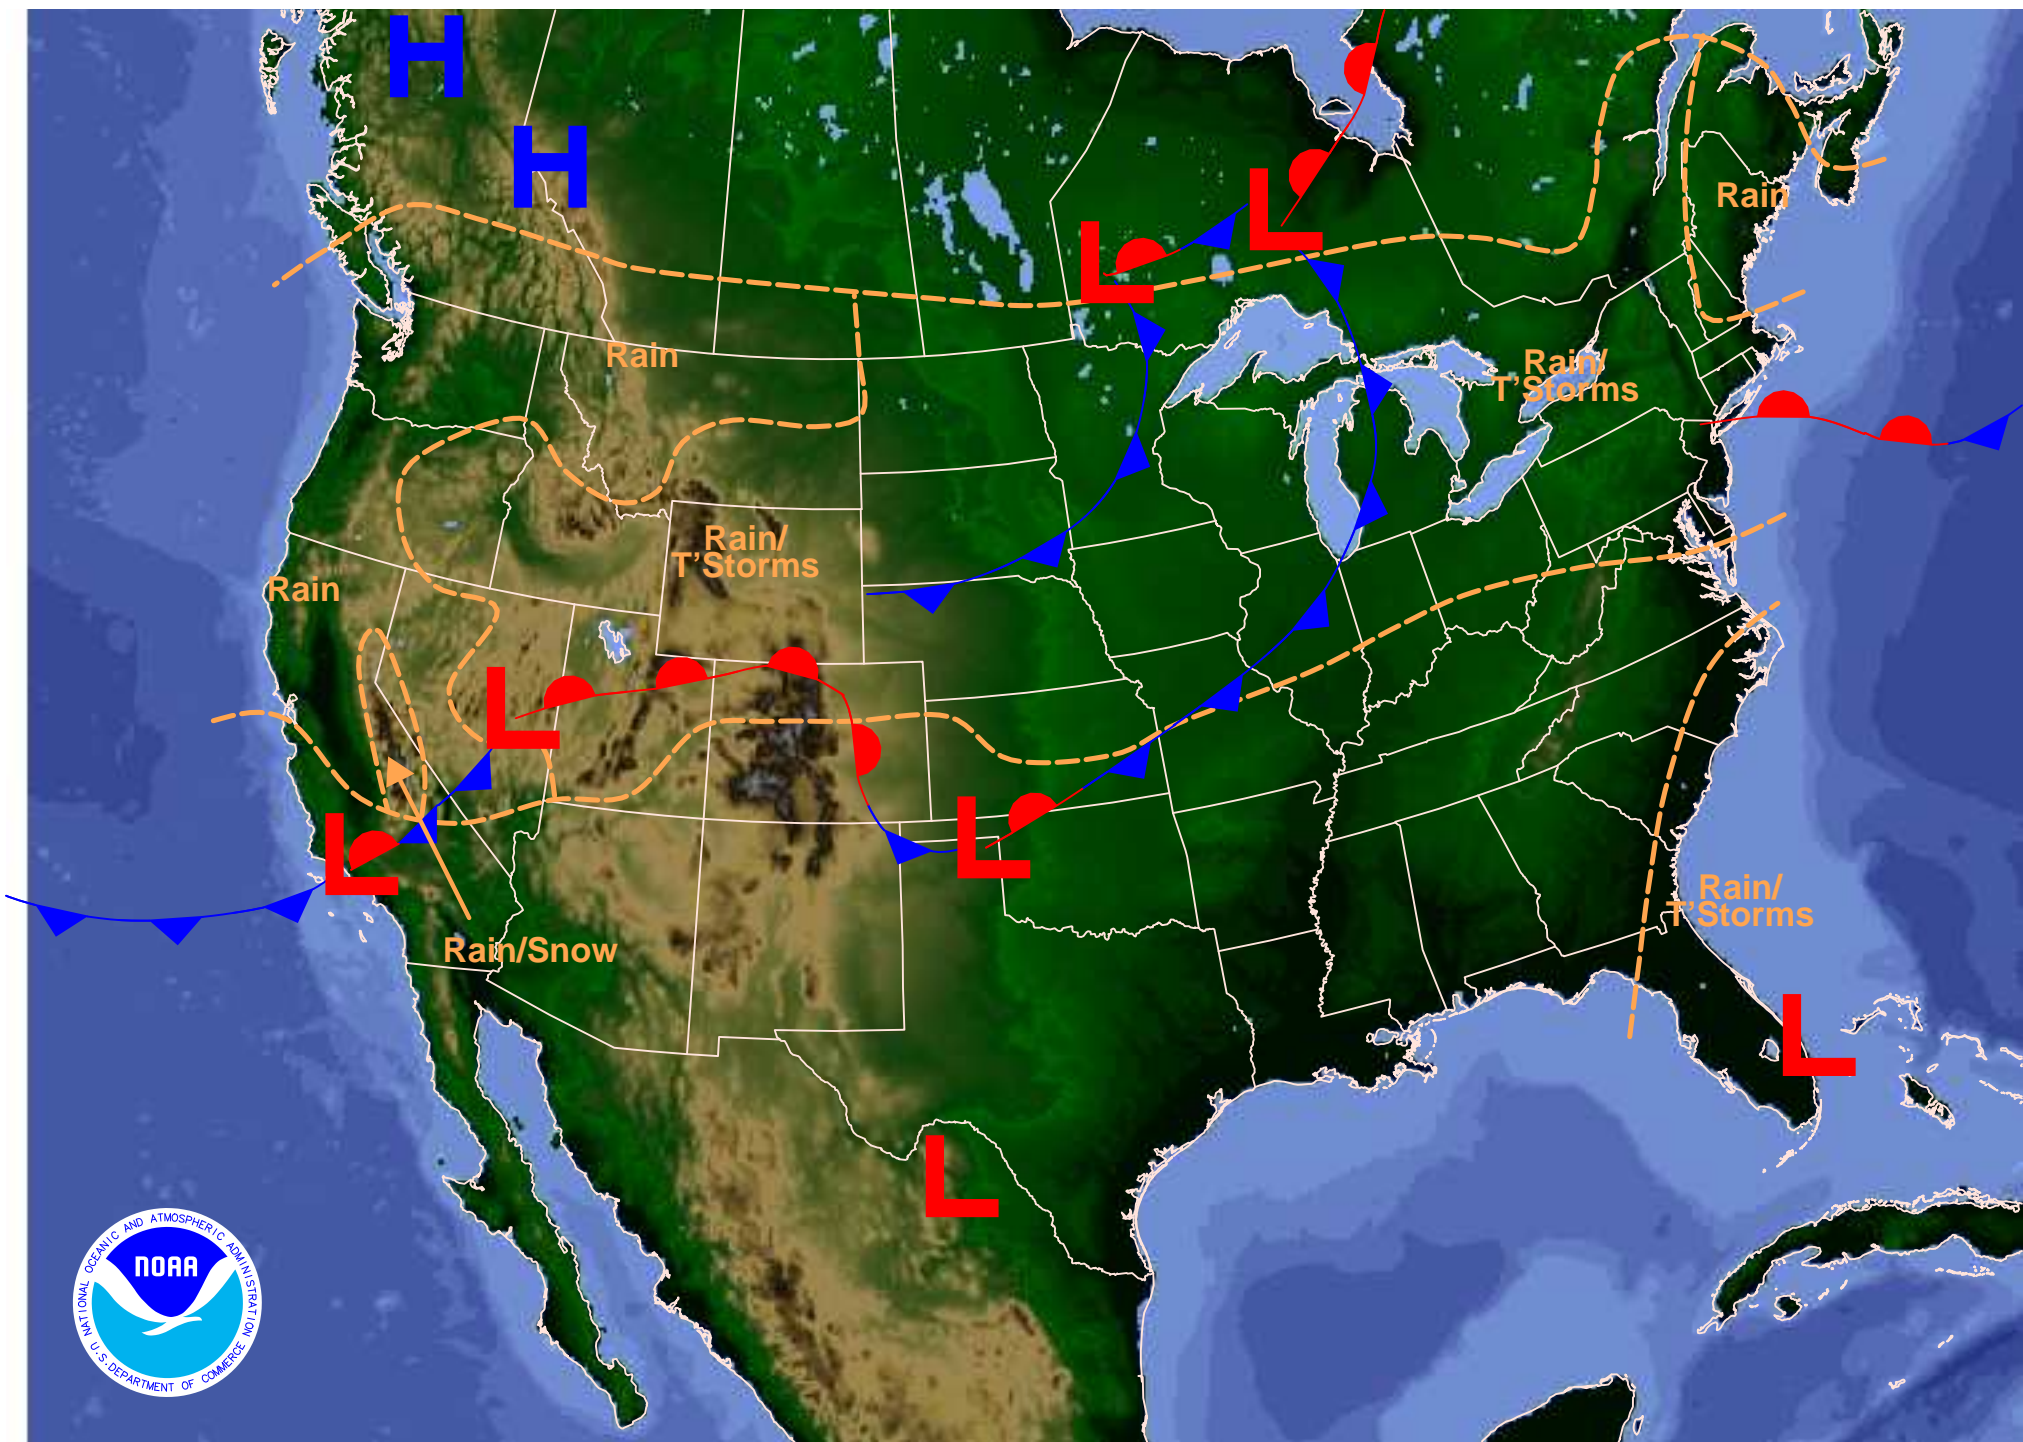 H
H
L
L
Rain
Rain
Rain/
T'Storms
Rain/
T'Storms
Rain
L
L
L
Rain/Snow
Rain/
T'Storms
L
L
NATIONAL OCEANIC AND ATMOSPHERIC ADMINISTRATION
NOAA
U.S. DEPARTMENT OF COMMERCE